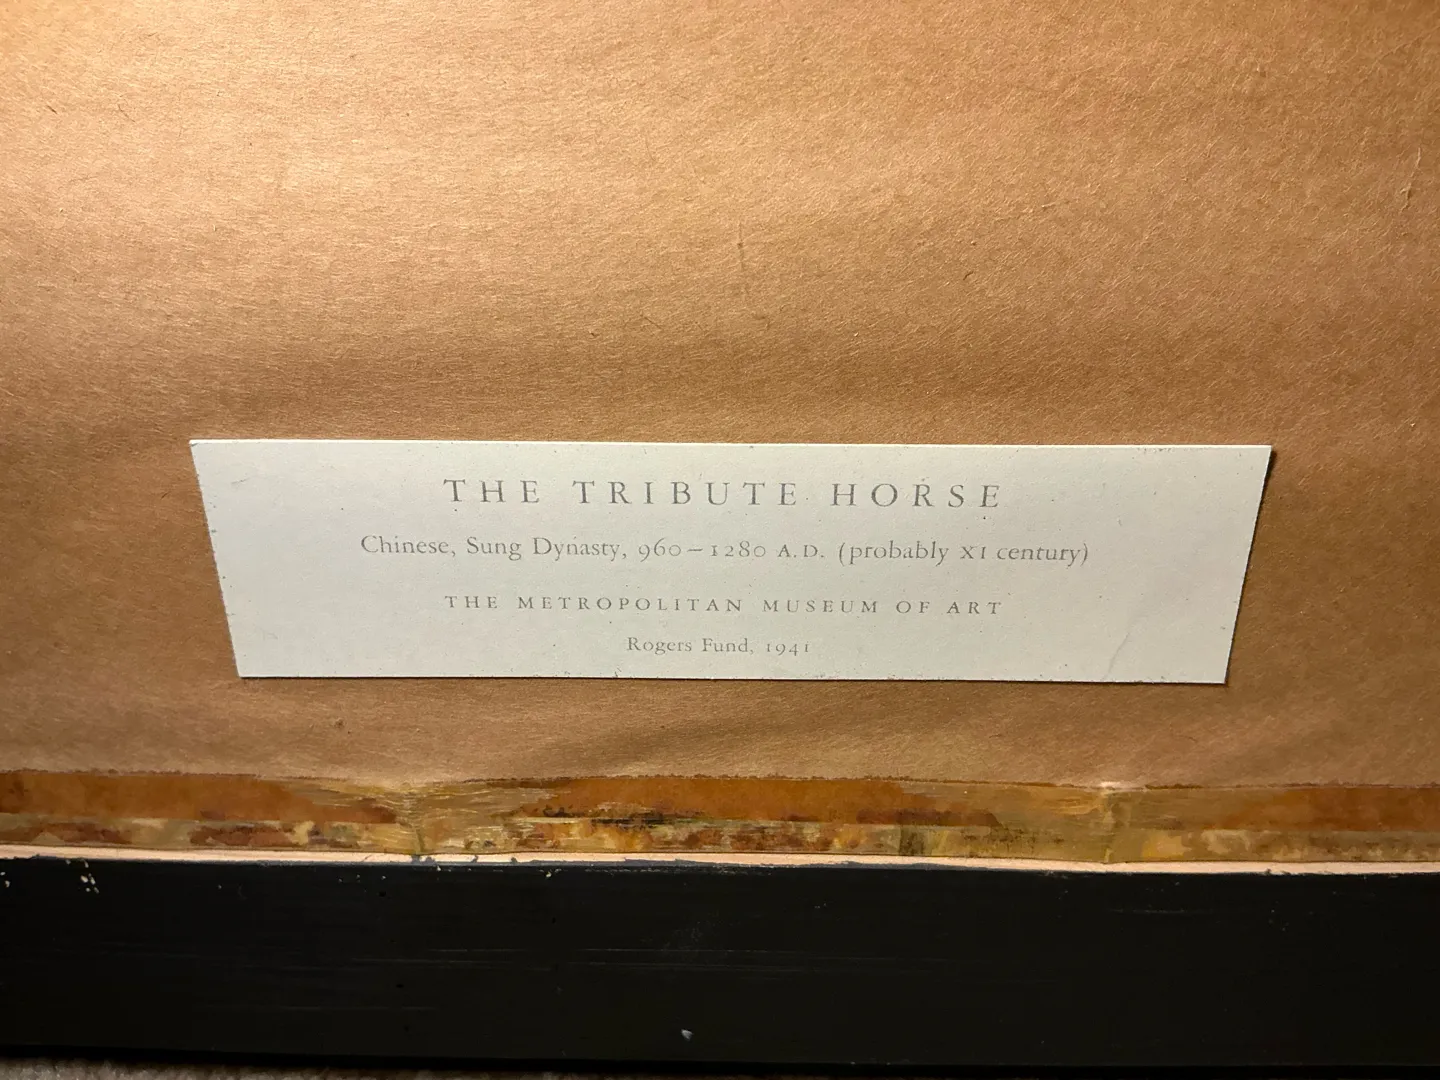 THE TRIBUTE HORSE
Chinese, Sung Dynasty, 960–1280 A.D. (probably XI century)
THE METROPOLITAN MUSEUM OF ART
Rogers Fund, 1941